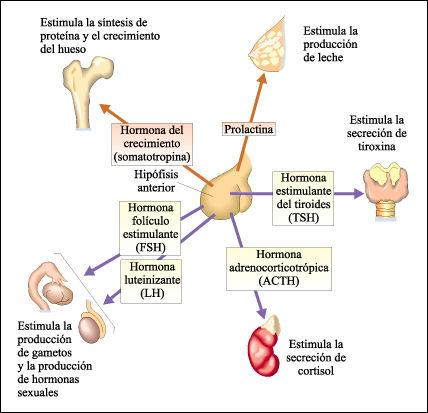 Estimula la síntesis de
proteína y el crecimiento
del hueso
Estimula la
producción
de leche
Hormona del
crecimiento
(somatotropina)
Prolactina
Estimula la
secreción de
tiroxina
Hipófisis
anterior
Hormona
estimulante
del tiroides
(TSH)
Hormona
folículo
estimulante
(FSH)
Hormona
luteinizante
(LH)
Hormona
adrenocorticotrópica
(ACTH)
Estimula la
producción
de gametos
y la producción
de hormonas
sexuales
Estimula la
secreción de
cortisol